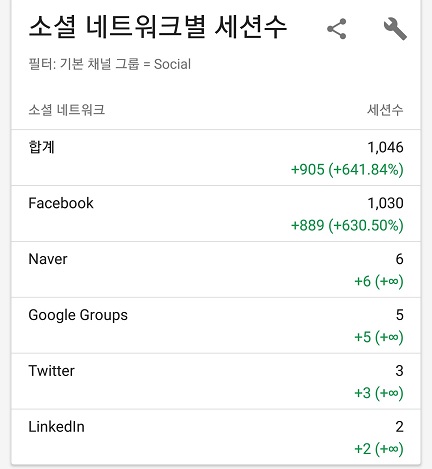 소셜 네트워크별 세션수
필터: 기본 채널 그룹 = Social
소셜 네트워크 세션수
합계 1,046
+905 (+641.84%)
Facebook 1,030
+889 (+630.50%)
Naver 6
+6 (+∞)
Google Groups 5
+5 (+∞)
Twitter 3
+3 (+∞)
LinkedIn 2
+2 (+∞)